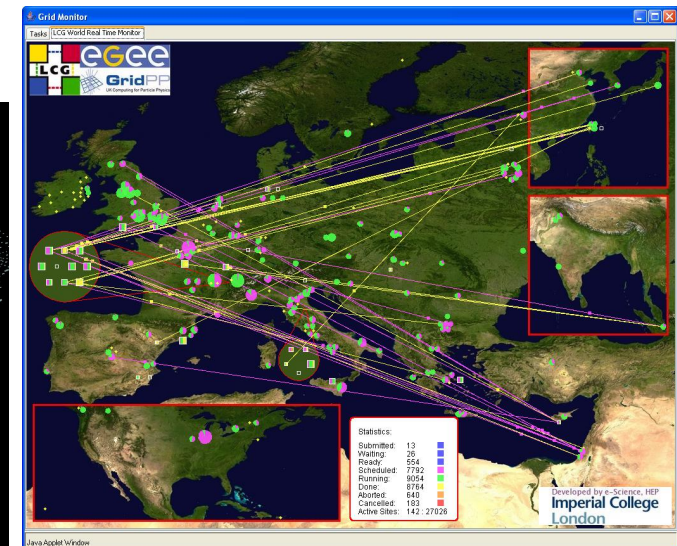 Grid Monitor
Tasks LCG World Real Time Monitor
LCG
eGee
GridPP
UK Computing for Particle Physics
Statistics:
Submitted: 13
Waiting: 26
Ready: 554
Scheduled: 7792
Running: 9054
Done: 8764
Aborted: 640
Cancelled: 183
Active Sites: 142 : 27026
Developed by e-Science, HEP
Imperial College
London
Java Applet Window